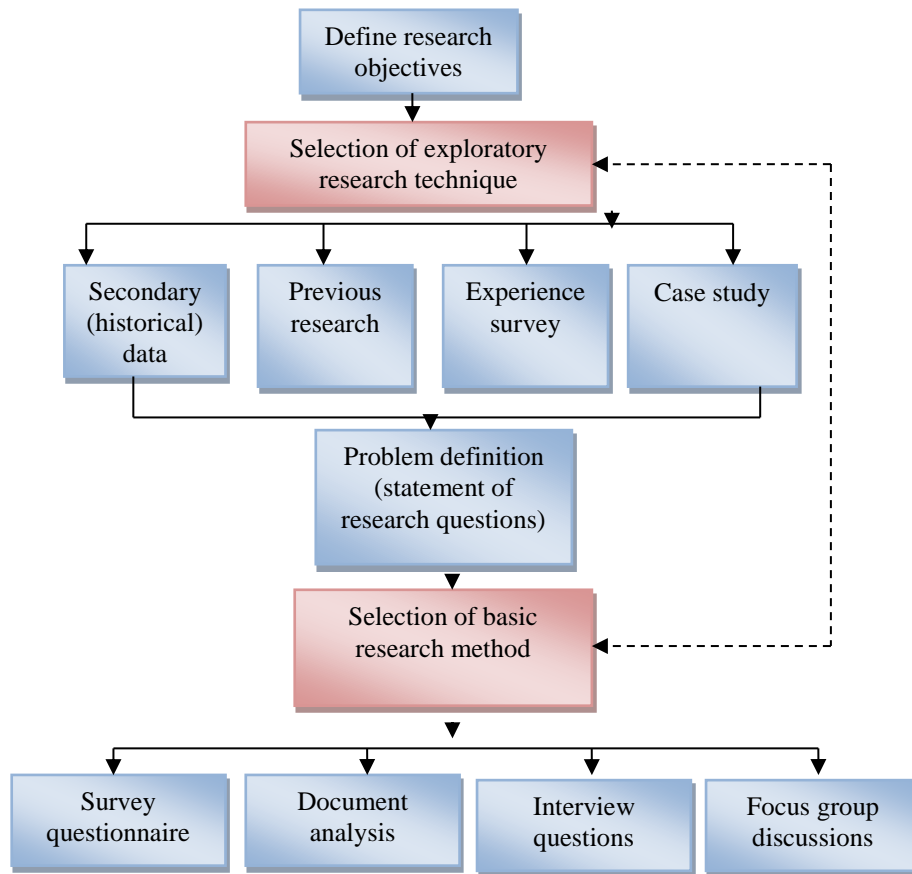 Define research
objectives
Selection of exploratory
research technique
Secondary
(historical)
data
Previous
research
Experience
survey
Case study
Problem definition
(statement of
research questions)
Selection of basic
research method
Survey
questionnaire
Document
analysis
Interview
questions
Focus group
discussions